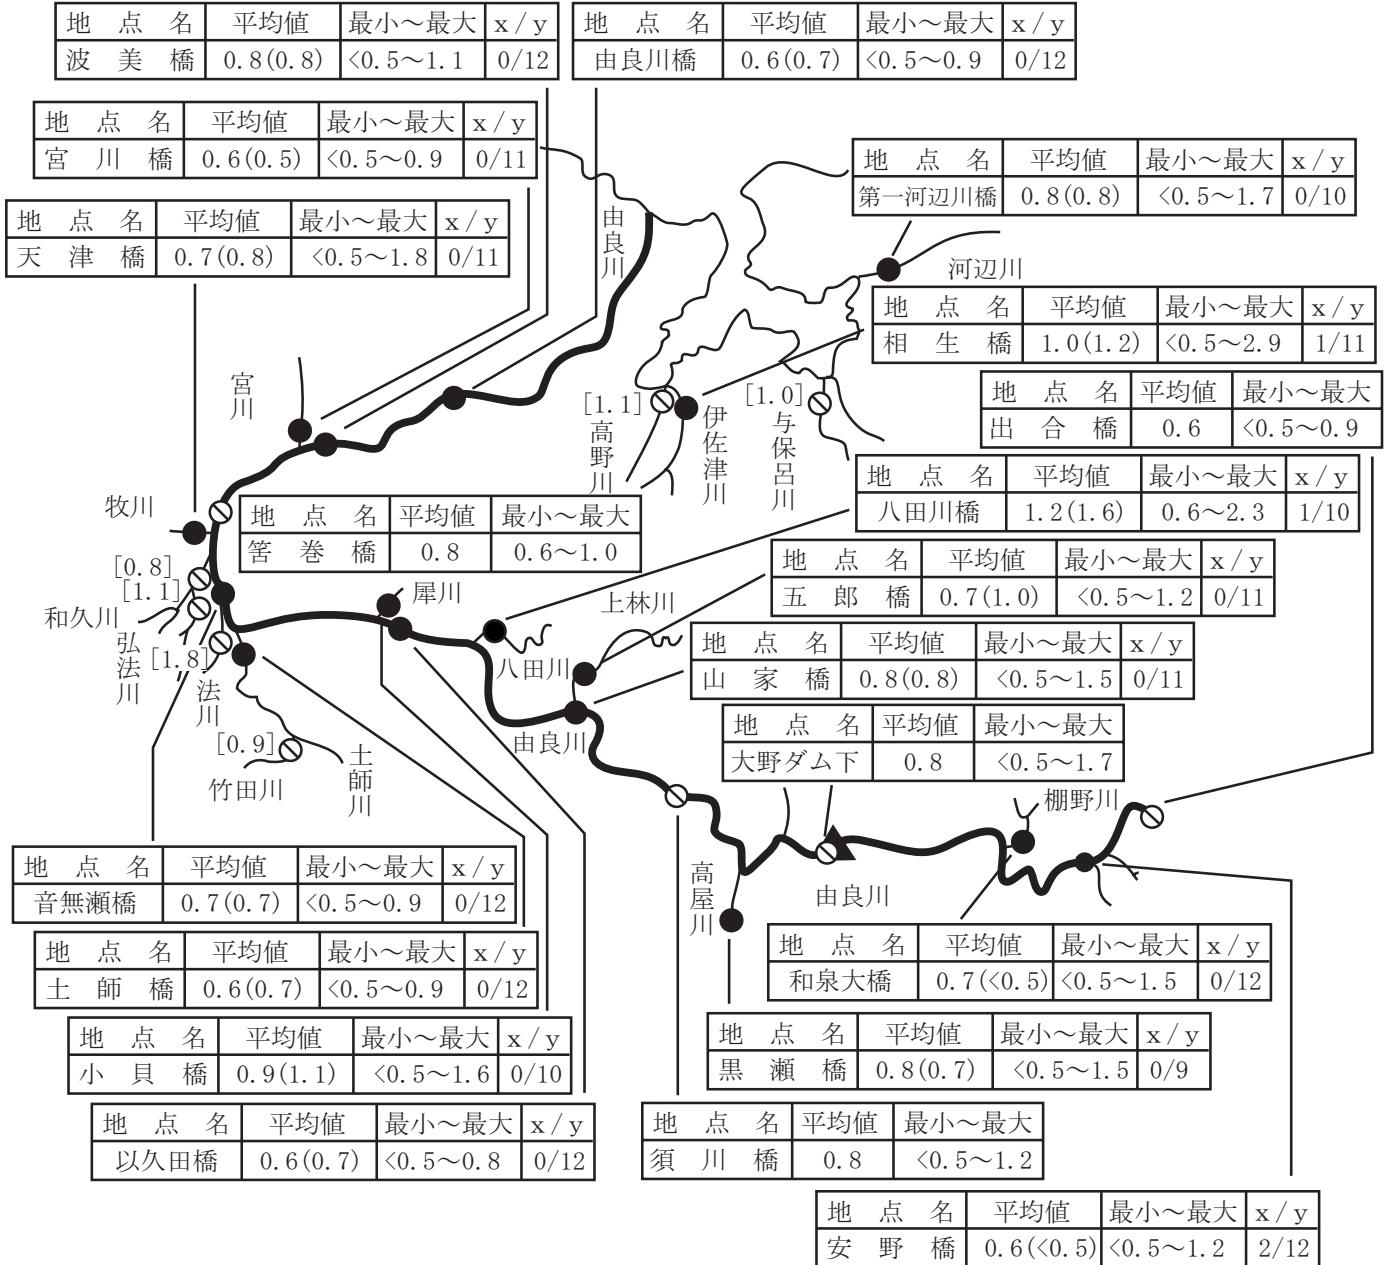 地点名 平均値 最小～最大 x/y
波美橋 0.8(0.8) <0.5～1.1 0/12
地点名 平均値 最小～最大 x/y
由良川橋 0.6(0.7) <0.5～0.9 0/12
地点名 平均値 最小～最大 x/y
宮川橋 0.6(0.5) <0.5～0.9 0/11
地点名 平均値 最小～最大 x/y
第一河辺川橋 0.8(0.8) <0.5～1.7 0/10
地点名 平均値 最小～最大 x/y
天津橋 0.7(0.8) <0.5～1.8 0/11
由良川
河辺川
地点名 平均値 最小～最大 x/y
相生橋 1.0(1.2) <0.5～2.9 1/11
宮川
[1.1]
高野川
伊佐津川
[1.0]
与保呂川
地点名 平均値 最小～最大
出合橋 0.6 <0.5～0.9
地点名 平均値 最小～最大 x/y
八田川橋 1.2(1.6) 0.6～2.3 1/10
牧川
地点名 平均値 最小～最大
筈巻橋 0.8 0.6～1.0
[0.8]
[1.1]
和久川
弘法川
[1.8]
法川
犀川
上林川
地点名 平均値 最小～最大 x/y
五郎橋 0.7(1.0) <0.5～1.2 0/11
八田川
地点名 平均値 最小～最大 x/y
山家橋 0.8(0.8) <0.5～1.5 0/11
由良川
[0.9]
竹田川
土師川
地点名 平均値 最小～最大
大野ダム下 0.8 <0.5～1.7
棚野川
高屋川
由良川
地点名 平均値 最小～最大 x/y
音無瀬橋 0.7(0.7) <0.5～0.9 0/12
地点名 平均値 最小～最大 x/y
土師橋 0.6(0.7) <0.5～0.9 0/12
地点名 平均値 最小～最大 x/y
和泉大橋 0.7(<0.5) <0.5～1.5 0/12
地点名 平均値 最小～最大 x/y
小貝橋 0.9(1.1) <0.5～1.6 0/10
地点名 平均値 最小～最大 x/y
黒瀬橋 0.8(0.7) <0.5～1.5 0/9
地点名 平均値 最小～最大 x/y
以久田橋 0.6(0.7) <0.5～0.8 0/12
地点名 平均値 最小～最大
須川橋 0.8 <0.5～1.2
地点名 平均値 最小～最大 x/y
安野橋 0.6(<0.5) <0.5～1.2 2/12